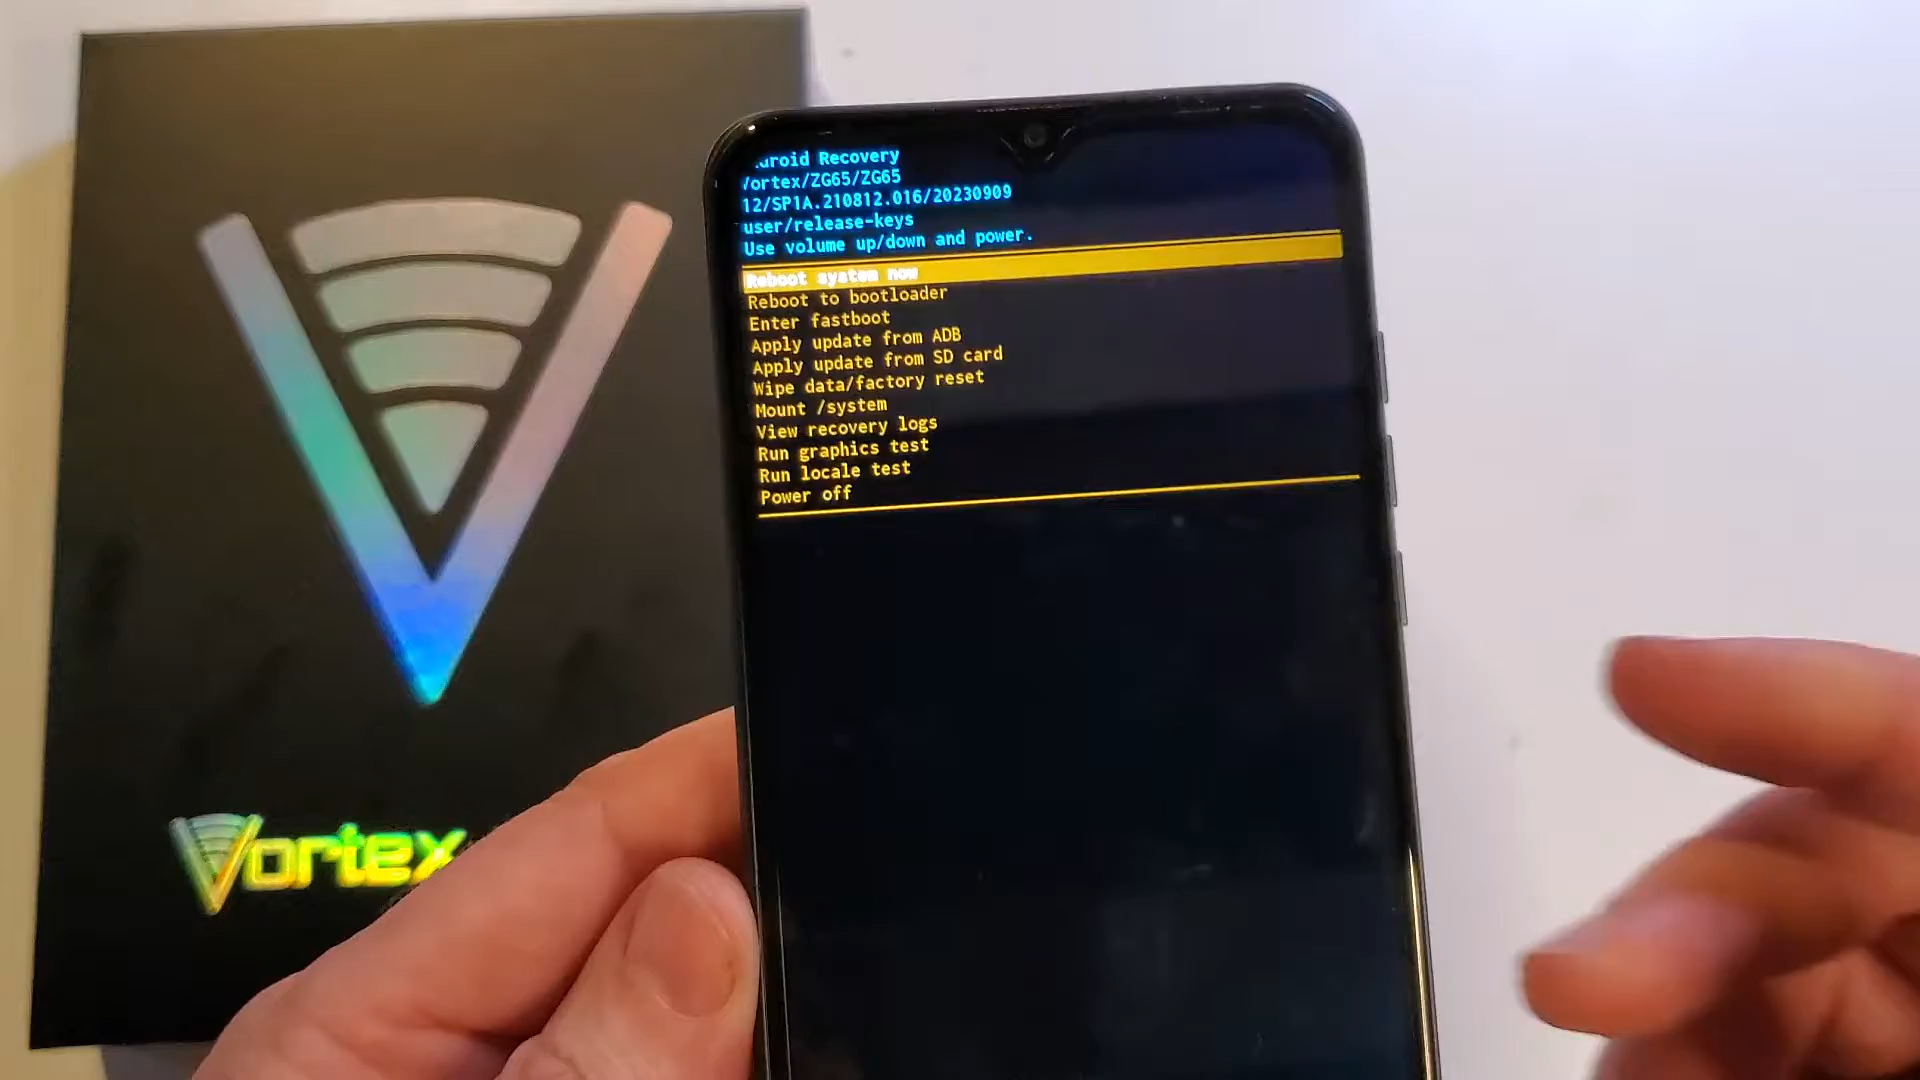 Android Recovery
Vortex/ZG65/ZG65
12/SP1A.210812.016/20230909
user/release-keys
Use volume up/down and power.
Reboot system now
Reboot to bootloader
Enter fastboot
Apply update from ADB
Apply update from SD card
Wipe data/factory reset
Mount /system
View recovery logs
Run graphics test
Run locale test
Power off
Vortex